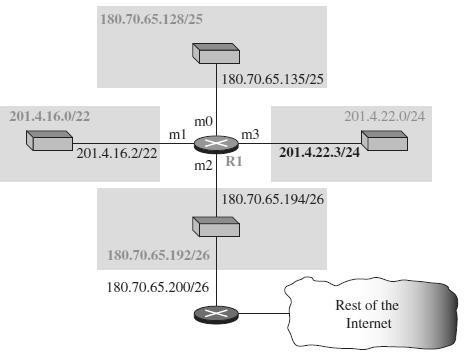 180.70.65.128/25
180.70.65.135/25
201.4.16.0/22
201.4.22.0/24
m0
m1
m3
201.4.16.2/22
201.4.22.3/24
m2
R1
180.70.65.194/26
180.70.65.192/26
180.70.65.200/26
Rest of the
Internet